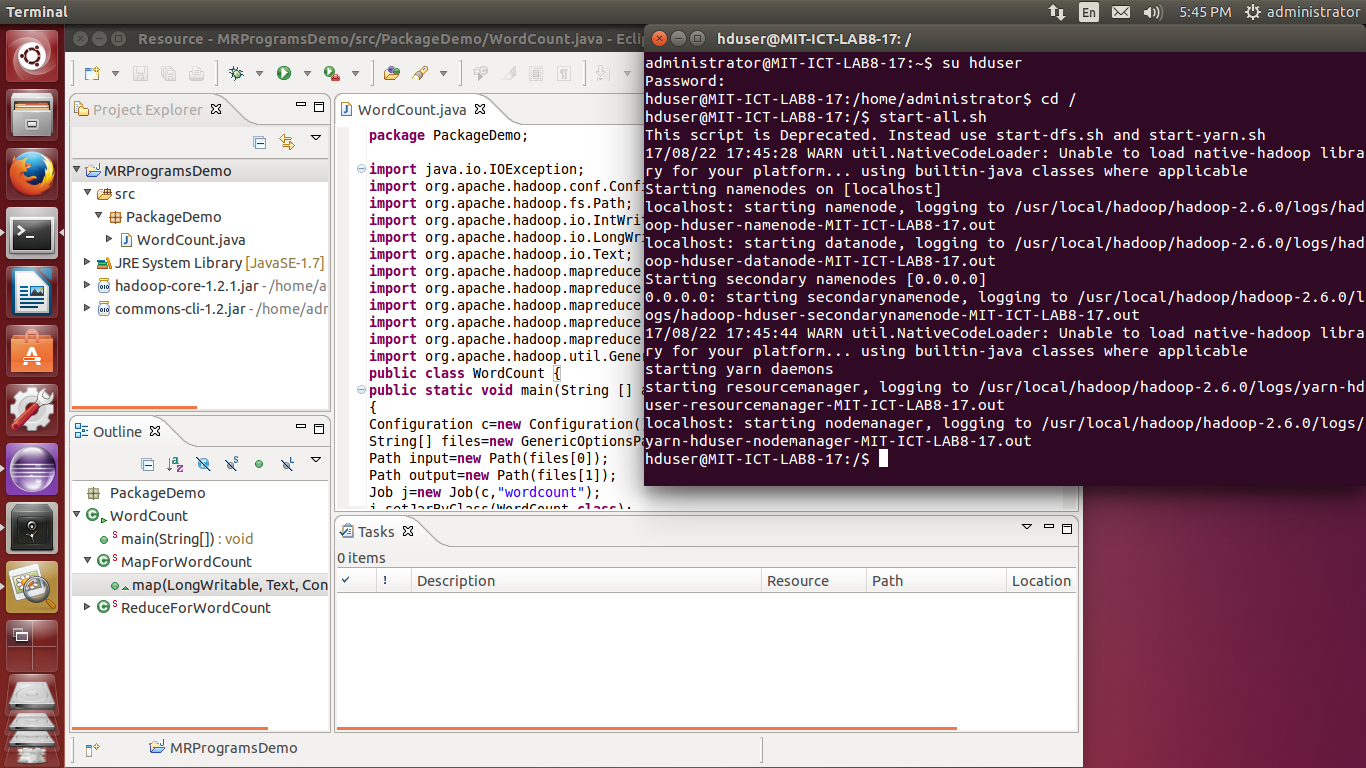 Terminal
En
5:45 PM
administrator
Resource - MRProgramsDemo/src/PackageDemo/WordCount.java - Eclip
Project Explorer
MRProgramsDemo
src
PackageDemo
WordCount.java
JRE System Library [JavaSE-1.7]
hadoop-core-1.2.1.jar - /home/ad
commons-cli-1.2.jar - /home/adr
Outline
PackageDemo
WordCount
main(String[]) : void
MapForWordCount
map(LongWritable, Text, Con
ReduceForWordCount
WordCount.java
package PackageDemo;
import java.io.IOException;
import org.apache.hadoop.conf.Confi
import org.apache.hadoop.fs.Path;
import org.apache.hadoop.io.IntWrit
import org.apache.hadoop.io.LongWri
import org.apache.hadoop.io.Text;
import org.apache.hadoop.mapreduce
import org.apache.hadoop.mapreduce
import org.apache.hadoop.mapreduce
import org.apache.hadoop.mapreduce
import org.apache.hadoop.mapreduce
import org.apache.hadoop.util.Gene
public class WordCount {
public static void main(String [] a
{
Configuration c=new Configuration(
String[] files=new GenericOptionsPa
Path input=new Path(files[0]);
Path output=new Path(files[1]);
Job j=new Job(c,"wordcount");
j.setJarByClass(WordCount.class);
Tasks
0 items
! Description Resource Path Location
MRProgramsDemo
hduser@MIT-ICT-LAB8-17: /
administrator@MIT-ICT-LAB8-17:~$ su hduser
Password:
hduser@MIT-ICT-LAB8-17:/home/administrator$ cd /
hduser@MIT-ICT-LAB8-17:/$ start-all.sh
This script is Deprecated. Instead use start-dfs.sh and start-yarn.sh
17/08/22 17:45:28 WARN util.NativeCodeLoader: Unable to load native-hadoop libra
ry for your platform... using builtin-java classes where applicable
Starting namenodes on [localhost]
localhost: starting namenode, logging to /usr/local/hadoop/hadoop-2.6.0/logs/had
oop-hduser-namenode-MIT-ICT-LAB8-17.out
localhost: starting datanode, logging to /usr/local/hadoop/hadoop-2.6.0/logs/had
oop-hduser-datanode-MIT-ICT-LAB8-17.out
Starting secondary namenodes [0.0.0.0]
0.0.0.0: starting secondarynamenode, logging to /usr/local/hadoop/hadoop-2.6.0/l
ogs/hadoop-hduser-secondarynamenode-MIT-ICT-LAB8-17.out
17/08/22 17:45:44 WARN util.NativeCodeLoader: Unable to load native-hadoop libra
ry for your platform... using builtin-java classes where applicable
starting yarn daemons
starting resourcemanager, logging to /usr/local/hadoop/hadoop-2.6.0/logs/yarn-hd
user-resourcemanager-MIT-ICT-LAB8-17.out
localhost: starting nodemanager, logging to /usr/local/hadoop/hadoop-2.6.0/logs/
yarn-hduser-nodemanager-MIT-ICT-LAB8-17.out
hduser@MIT-ICT-LAB8-17:/$